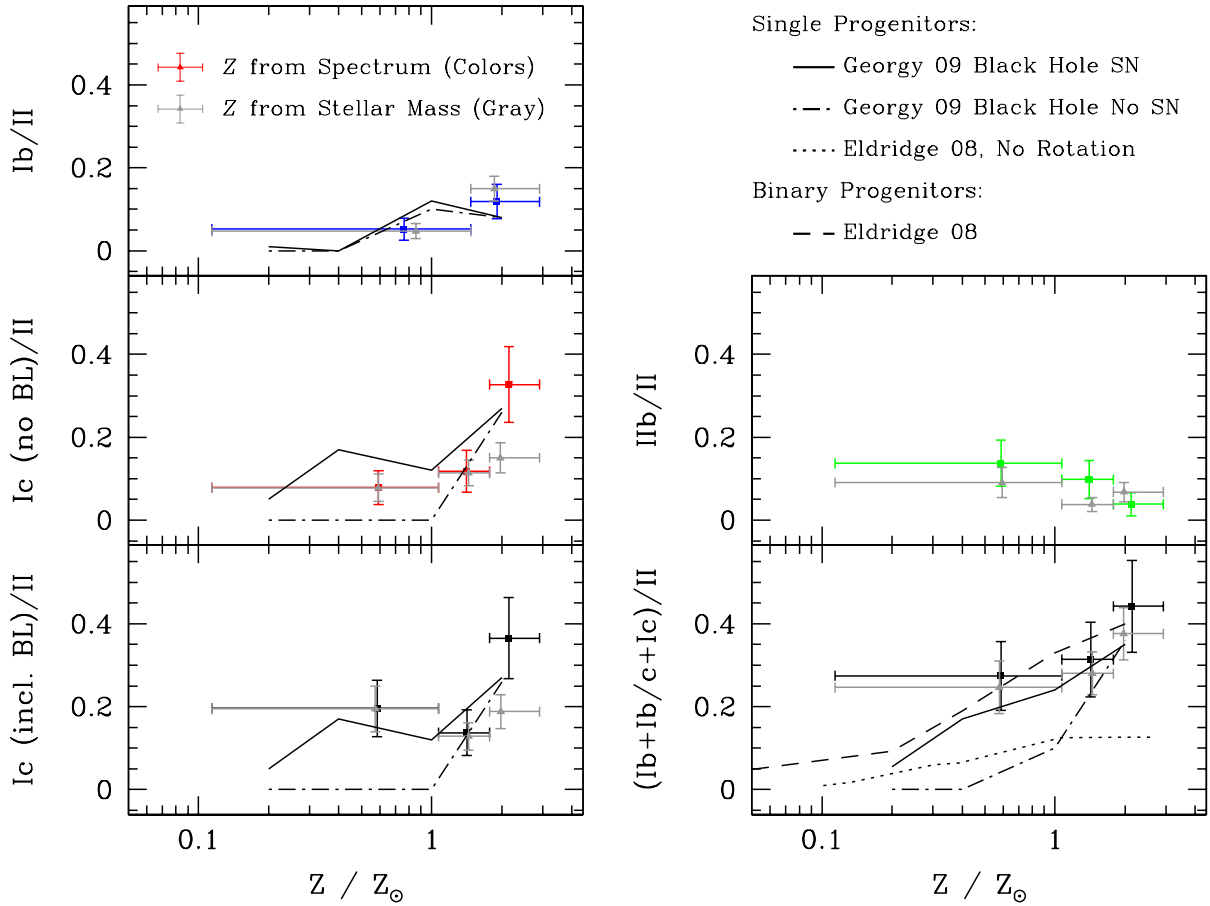 Ib/II
0.4
0.2
0
Z from Spectrum (Colors)
Z from Stellar Mass (Gray)
Single Progenitors:
Georgy 09 Black Hole SN
Georgy 09 Black Hole No SN
Eldridge 08, No Rotation
Binary Progenitors:
Eldridge 08
Ic (no BL)/II
0.4
0.2
0
IIb/II
0.4
0.2
0
Ic (incl. BL)/II
0.4
0.2
0
0.1 1
Z / Z⊙
(Ib+Ib/c+Ic)/II
0.4
0.2
0
0.1 1
Z / Z⊙